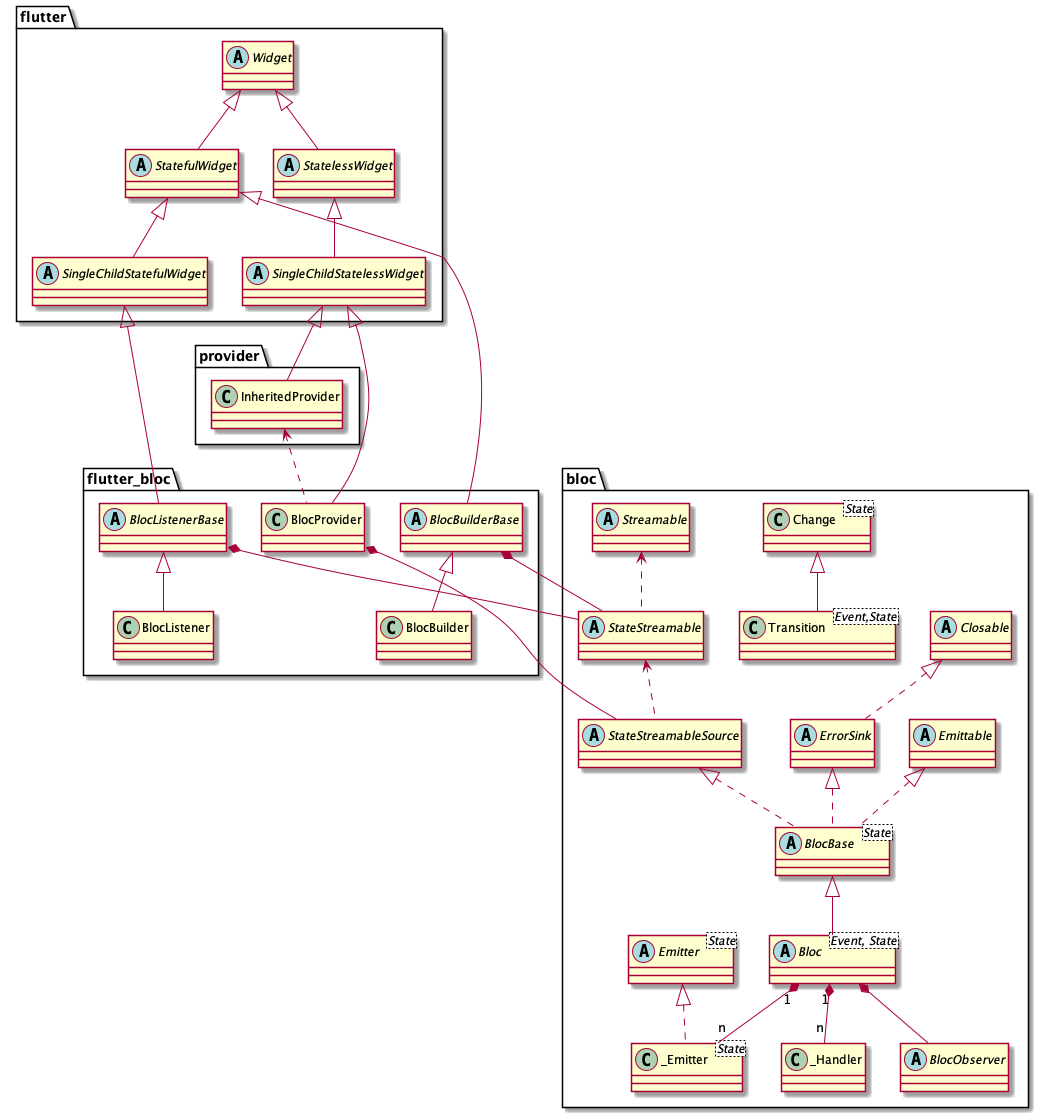 flutter
A Widget
A StatefulWidget
A StatelessWidget
A SingleChildStatefulWidget
A SingleChildStatelessWidget
provider
C InheritedProvider
flutter_bloc
A BlocListenerBase
C BlocProvider
A BlocBuilderBase
C BlocListener
C BlocBuilder
bloc
A Streamable
C Change State
A StateStreamable
C Transition Event,State
A Closable
A StateStreamableSource
A ErrorSink
A Emittable
A BlocBase State
A Emitter State
A Bloc Event, State
1 1
n n
C _Emitter State
C _Handler
A BlocObserver